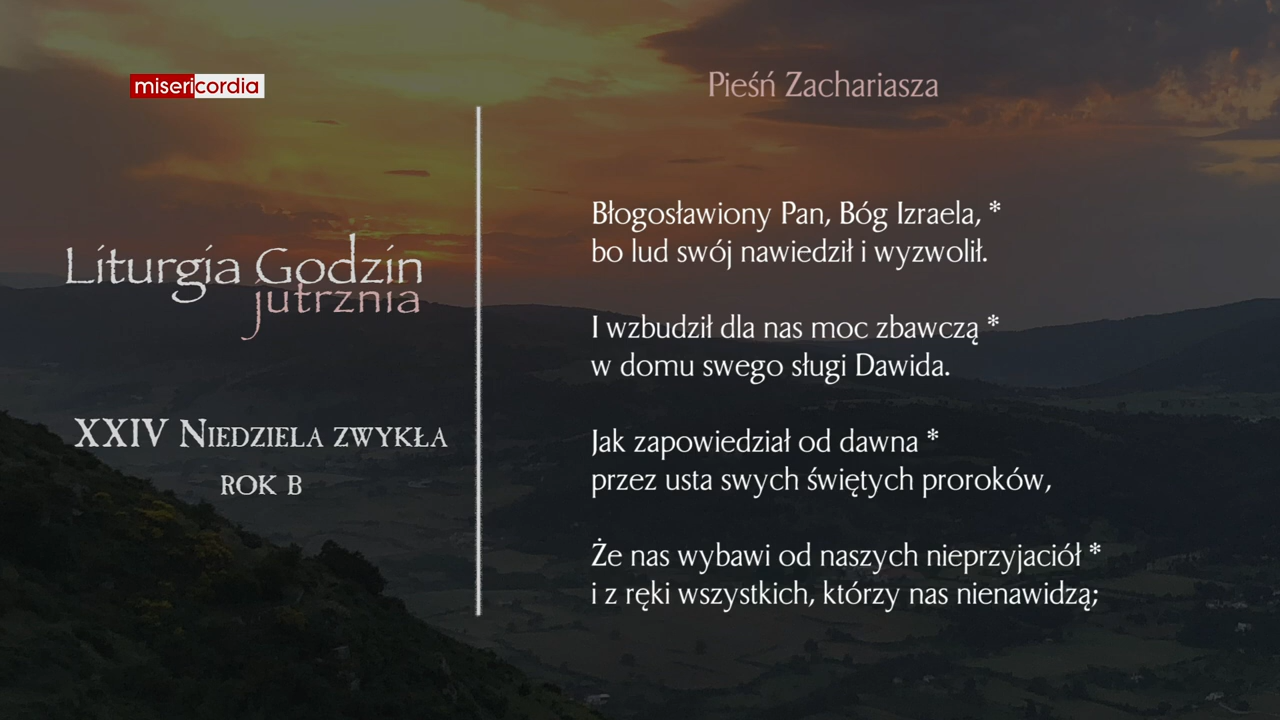 misericordia
Liturgia Godzin
jutrznia
XXIV Niedziela zwykła
rok B
Pieśń Zachariasza
Błogosławiony Pan, Bóg Izraela, *
bo lud swój nawiedził i wyzwolił.
I wzbudził dla nas moc zbawczą *
w domu swego sługi Dawida.
Jak zapowiedział od dawna *
przez usta swych świętych proroków,
Że nas wybawi od naszych nieprzyjaciół *
i z ręki wszystkich, którzy nas nienawidzą;